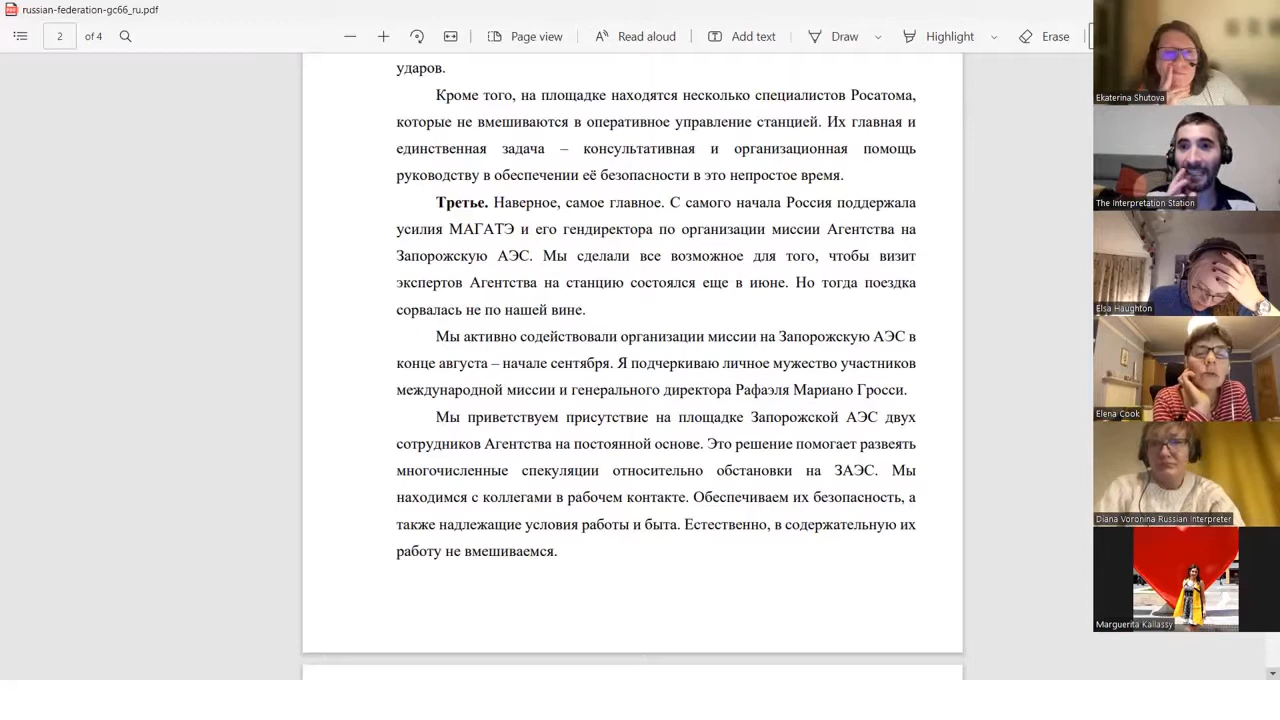 russian-federation-gc66_ru.pdf
2 of 4
Page view
Read aloud
Add text
Draw
Highlight
Erase
ударов.
Кроме того, на площадке находятся несколько специалистов Росатома,
которые не вмешиваются в оперативное управление станцией. Их главная и
единственная задача – консультативная и организационная помощь
руководству в обеспечении её безопасности в это непростое время.
Третье. Наверное, самое главное. С самого начала Россия поддержала
усилия МАГАТЭ и его гендиректора по организации миссии Агентства на
Запорожскую АЭС. Мы сделали все возможное для того, чтобы визит
экспертов Агентства на станцию состоялся еще в июне. Но тогда поездка
сорвалась не по нашей вине.
Мы активно содействовали организации миссии на Запорожскую АЭС в
конце августа – начале сентября. Я подчеркиваю личное мужество участников
международной миссии и генерального директора Рафаэля Мариано Гросси.
Мы приветствуем присутствие на площадке Запорожской АЭС двух
сотрудников Агентства на постоянной основе. Это решение помогает развеять
многочисленные спекуляции относительно обстановки на ЗАЭС. Мы
находимся с коллегами в рабочем контакте. Обеспечиваем их безопасность, а
также надлежащие условия работы и быта. Естественно, в содержательную их
работу не вмешиваемся.
Ekaterina Shutova
The Interpretation Station
Elsa Haughton
Elena Cook
Diana Voronina Russian interpreter
Marguerita Kallassy